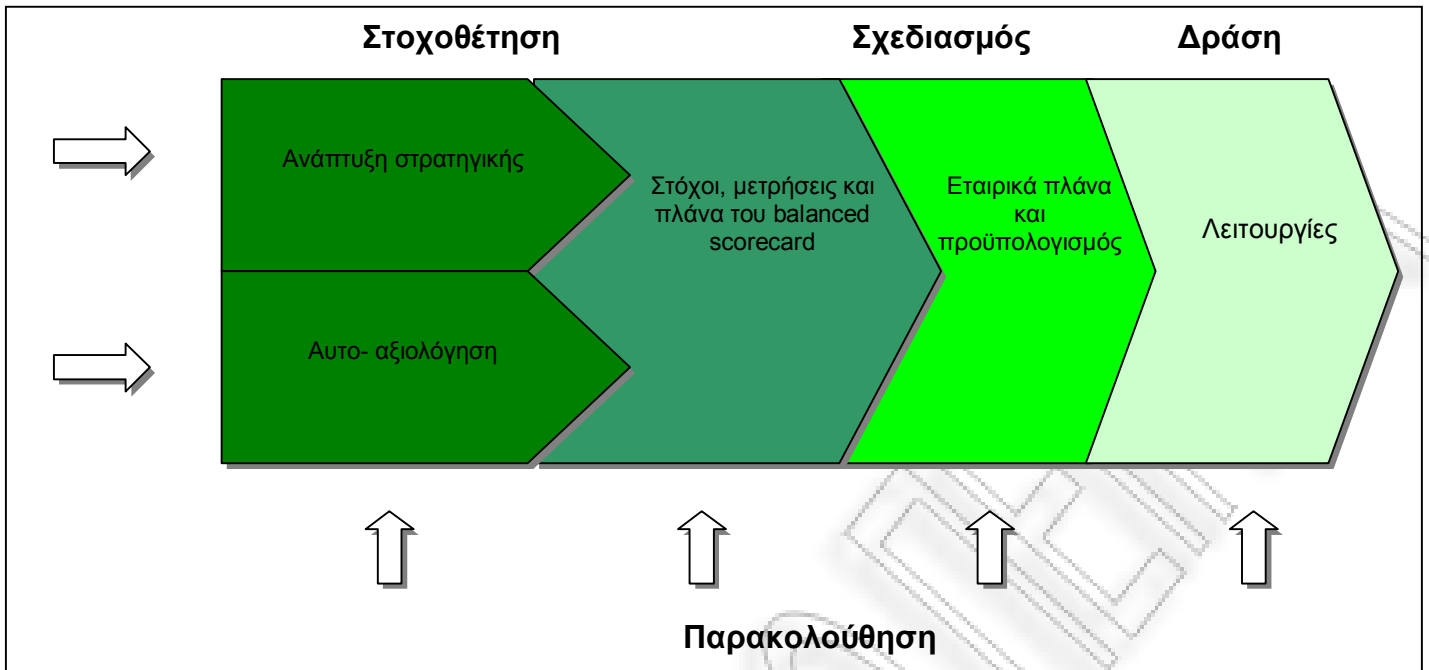 Στοχοθέτηση Σχεδιασμός Δράση
Ανάπτυξη στρατηγικής
Στόχοι, μετρήσεις και
πλάνα του balanced
scorecard
Εταιρικά πλάνα
και
προϋπολογισμός
Λειτουργίες
Αυτο- αξιολόγηση
Παρακολούθηση